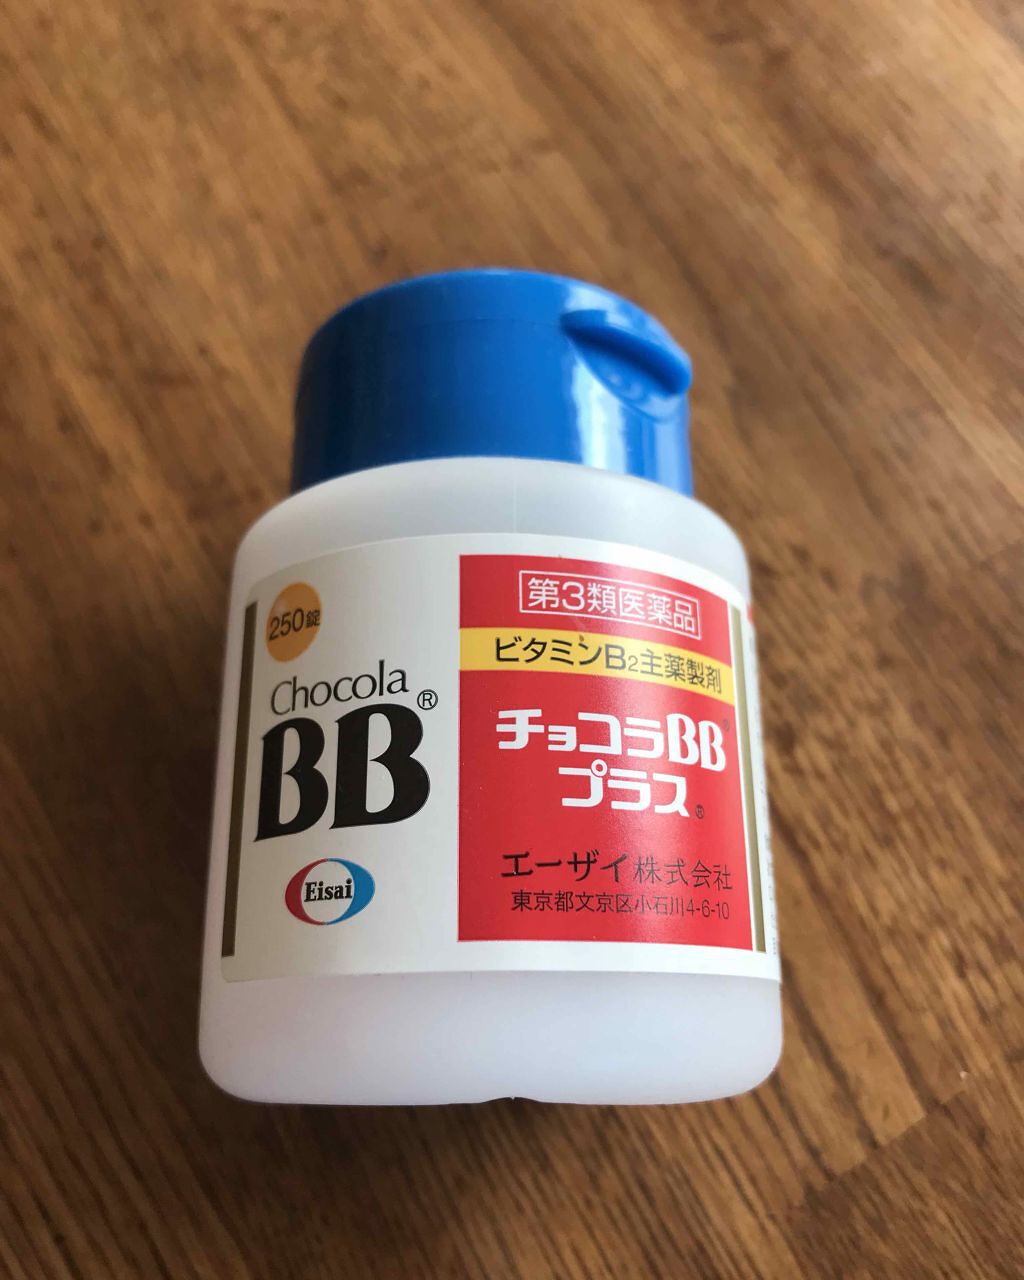 250錠
Chocola
BB®
Eisai
第3類医薬品
ビタミンB₂主薬製剤
チョコラBB®
プラス®
エーザイ株式会社
東京都文京区小石川4-6-10